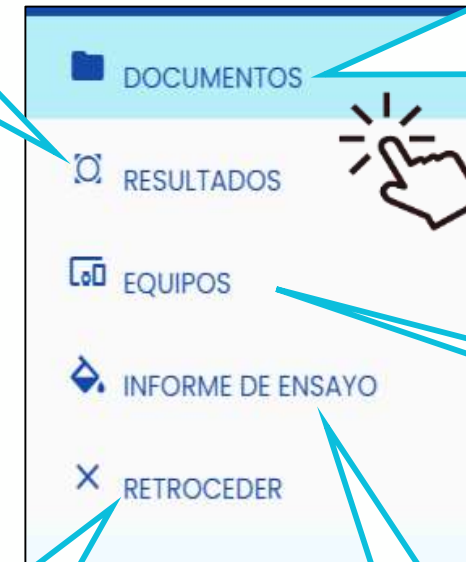 DOCUMENTOS
RESULTADOS
EQUIPOS
INFORME DE ENSAYO
RETROCEDER